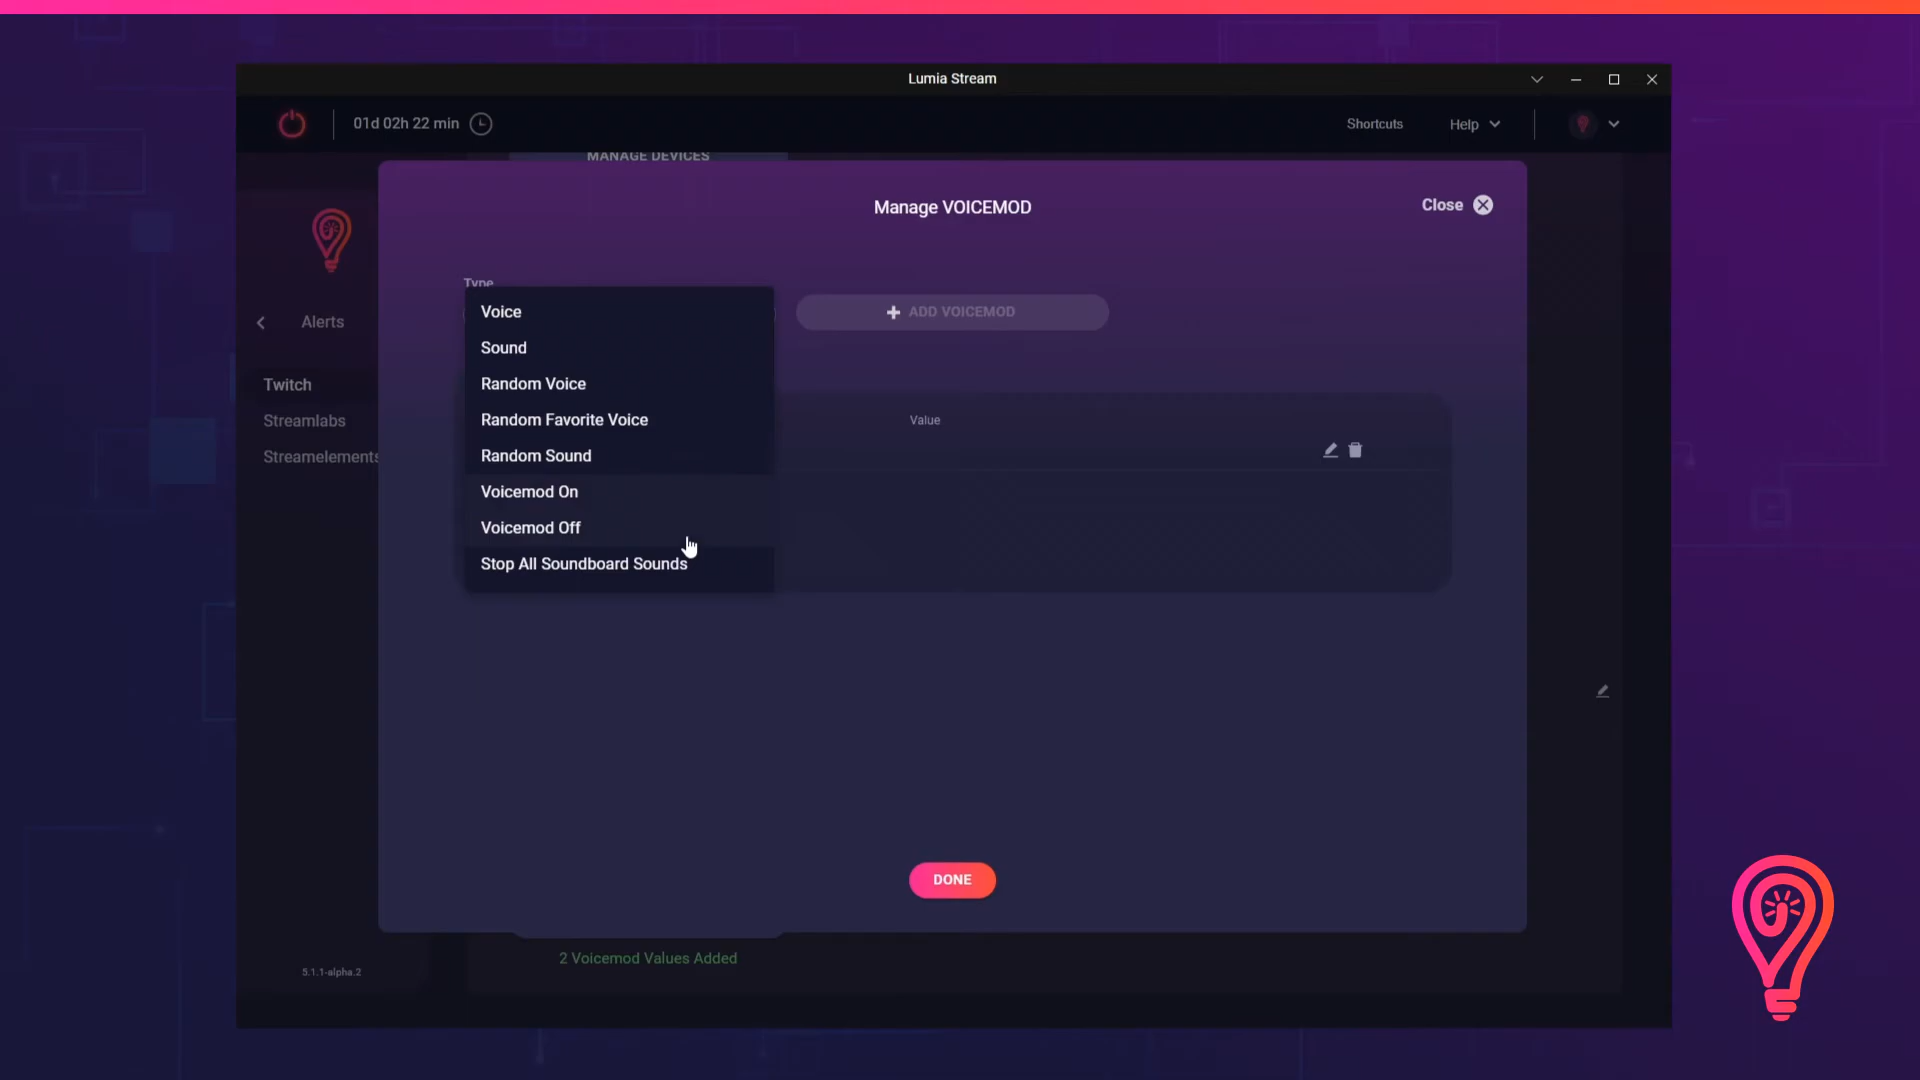 Lumia Stream
01d 02h 22 min
Shortcuts
Help
MANAGE DEVICES
Manage VOICEMOD
Close
Alerts
Twitch
Streamlabs
Streamelements
Type
Voice
Sound
Random Voice
Random Favorite Voice
Random Sound
Voicemod On
Voicemod Off
Stop All Soundboard Sounds
ADD VOICEMOD
Value
DONE
2 Voicemod Values Added
5.1.1-alpha.2